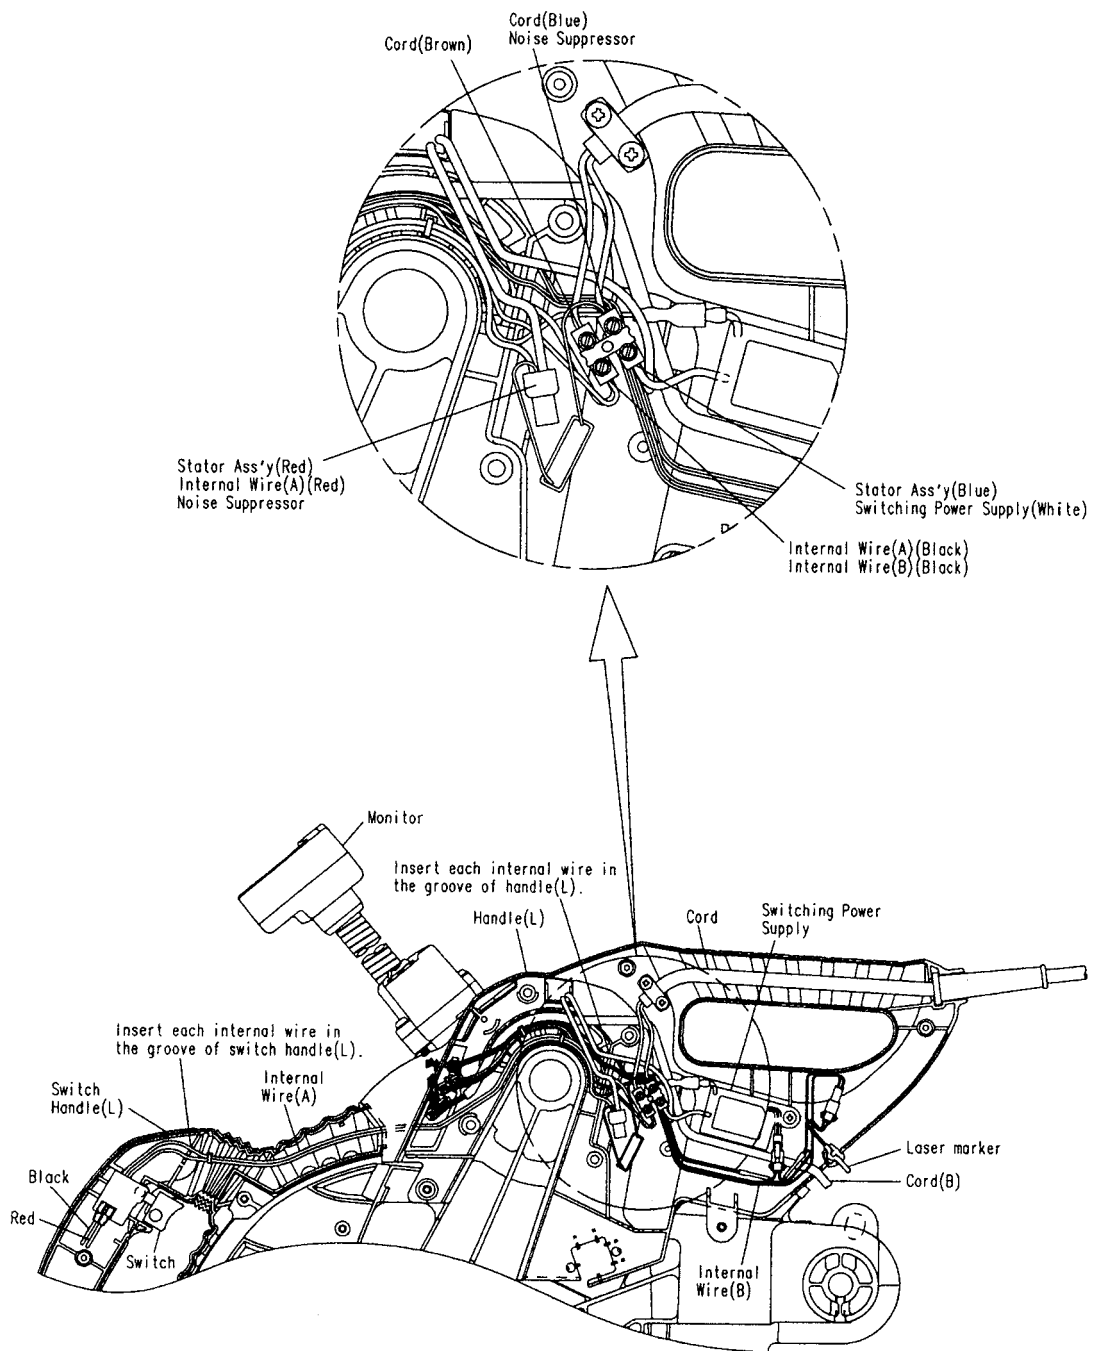 Cord(Blue)
Noise Suppressor
Cord(Brown)
Stator Ass'y(Red)
Internal Wire(A)(Red)
Noise Suppressor
Stator Ass'y(Blue)
Switching Power Supply(White)
Internal Wire(A)(Black)
Internal Wire(B)(Black)
Monitor
Insert each internal wire in
the groove of handle(L).
Handle(L)
Cord
Switching Power
Supply
Insert each internal wire in
the groove of switch handle(L).
Internal
Wire(A)
Switch
Handle(L)
Black
Red
Switch
Laser marker
Cord(B)
Internal
Wire(B)